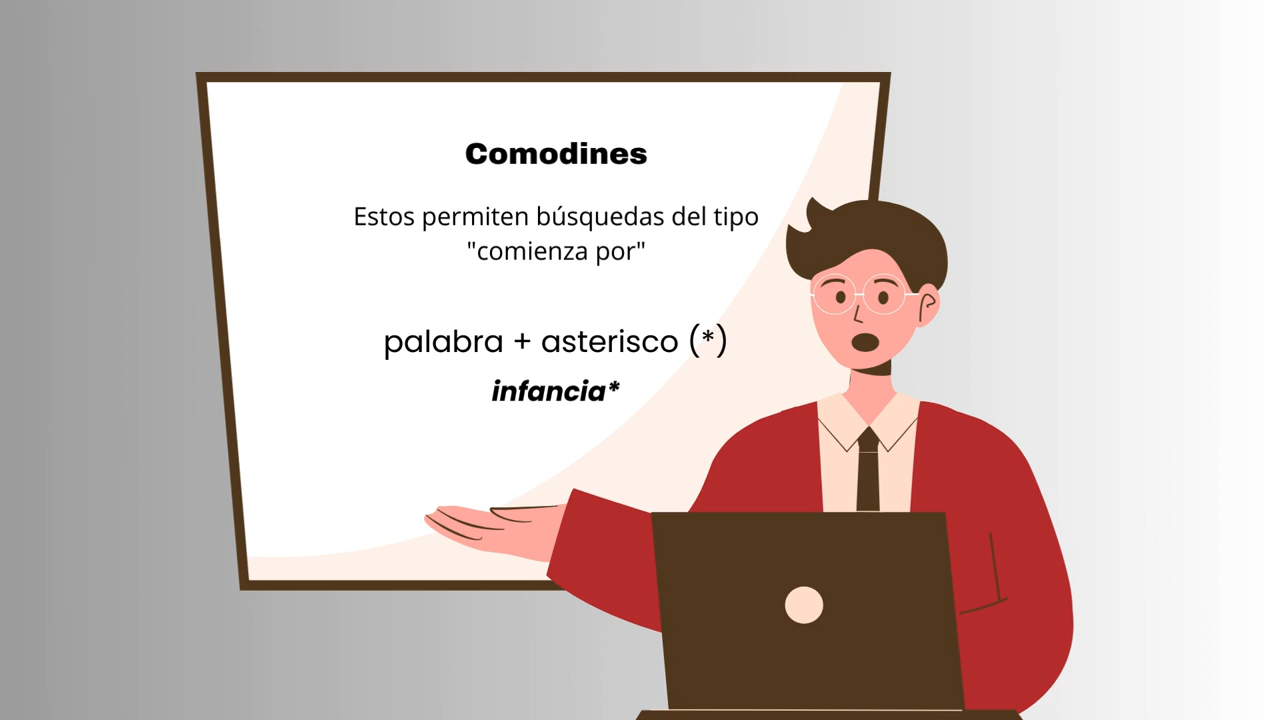 Comodines
Estos permiten búsquedas del tipo
"comienza por"
palabra + asterisco (*)
infancia*